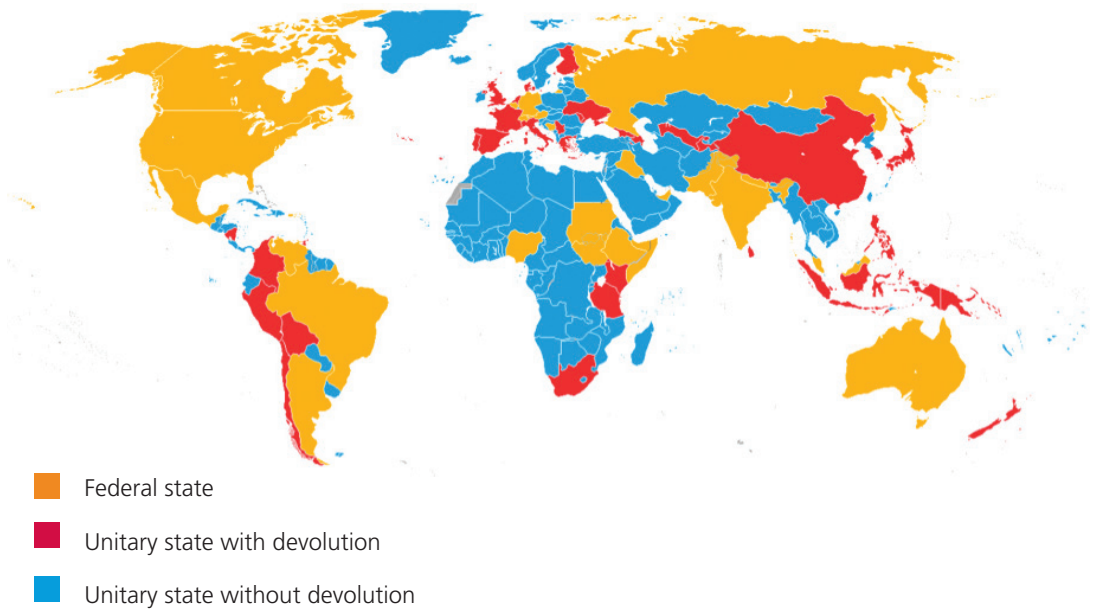 Federal state
Unitary state with devolution
Unitary state without devolution